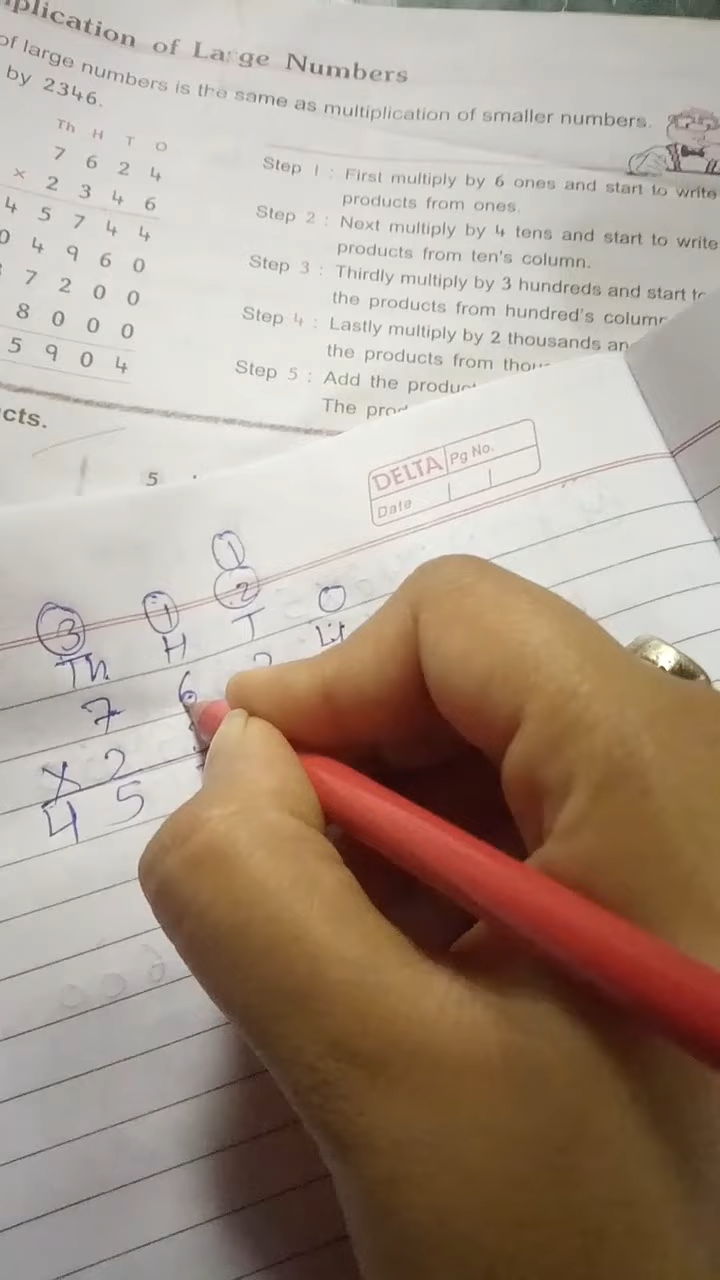 plication of Large Numbers
of large numbers is the same as multiplication of smaller numbers.
by 2346.
Th H T O
7 6 2 4
× 2 3 4 6
4 5 7 4 4
0 4 9 6 0
7 2 0 0
8 0 0 0
5 9 0 4
Step 1 : First multiply by 6 ones and start to write
products from ones.
Step 2 : Next multiply by 4 tens and start to write
products from ten's column.
Step 3 : Thirdly multiply by 3 hundreds and start to
the products from hundred's colum
Step 4 : Lastly multiply by 2 thousands an
the products from thou
Step 5 : Add the produc
The pro
cts.
5
DELTA Pg No.
Date
1
3 1 2
Th H T O
7 6 2 4
X 2
4 5